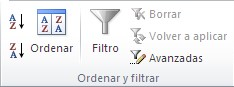 A
Z
Z
A
A Z
Z A
Ordenar
Filtro
Borrar
Volver a aplicar
Avanzadas
Ordenar y filtrar